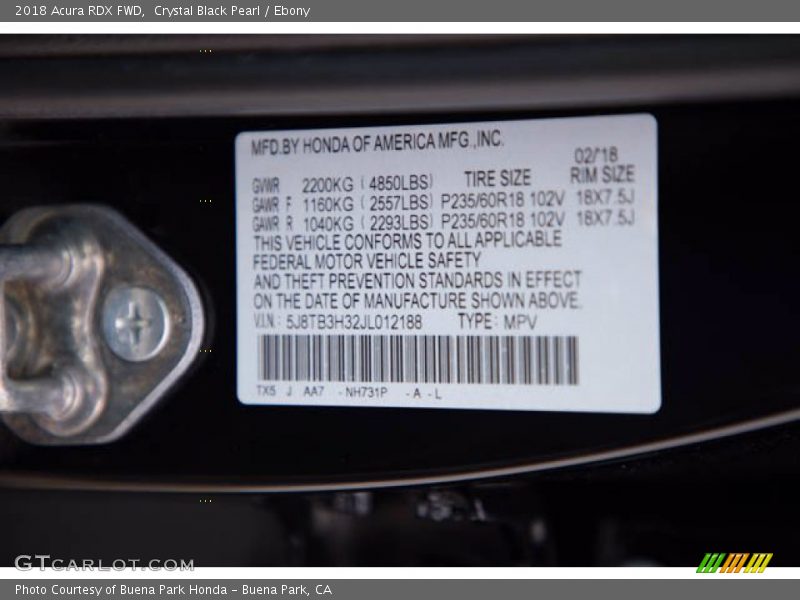 2018 Acura RDX FWD,  Crystal Black Pearl / Ebony
MFD.BY HONDA OF AMERICA MFG.,INC.
02/18
GVWR 2200KG ( 4850LBS) TIRE SIZE RIM SIZE
GAWR F 1160KG ( 2557LBS) P235/60R18 102V 18X7.5J
GAWR R 1040KG ( 2293LBS) P235/60R18 102V 18X7.5J
THIS VEHICLE CONFORMS TO ALL APPLICABLE
FEDERAL MOTOR VEHICLE SAFETY
AND THEFT PREVENTION STANDARDS IN EFFECT
ON THE DATE OF MANUFACTURE SHOWN ABOVE.
V.I.N.: 5J8TB3H32JL012188 TYPE: MPV
TX5 J AA7 -NH731P -A -L
GTCARLOT.COM
Photo Courtesy of Buena Park Honda - Buena Park, CA